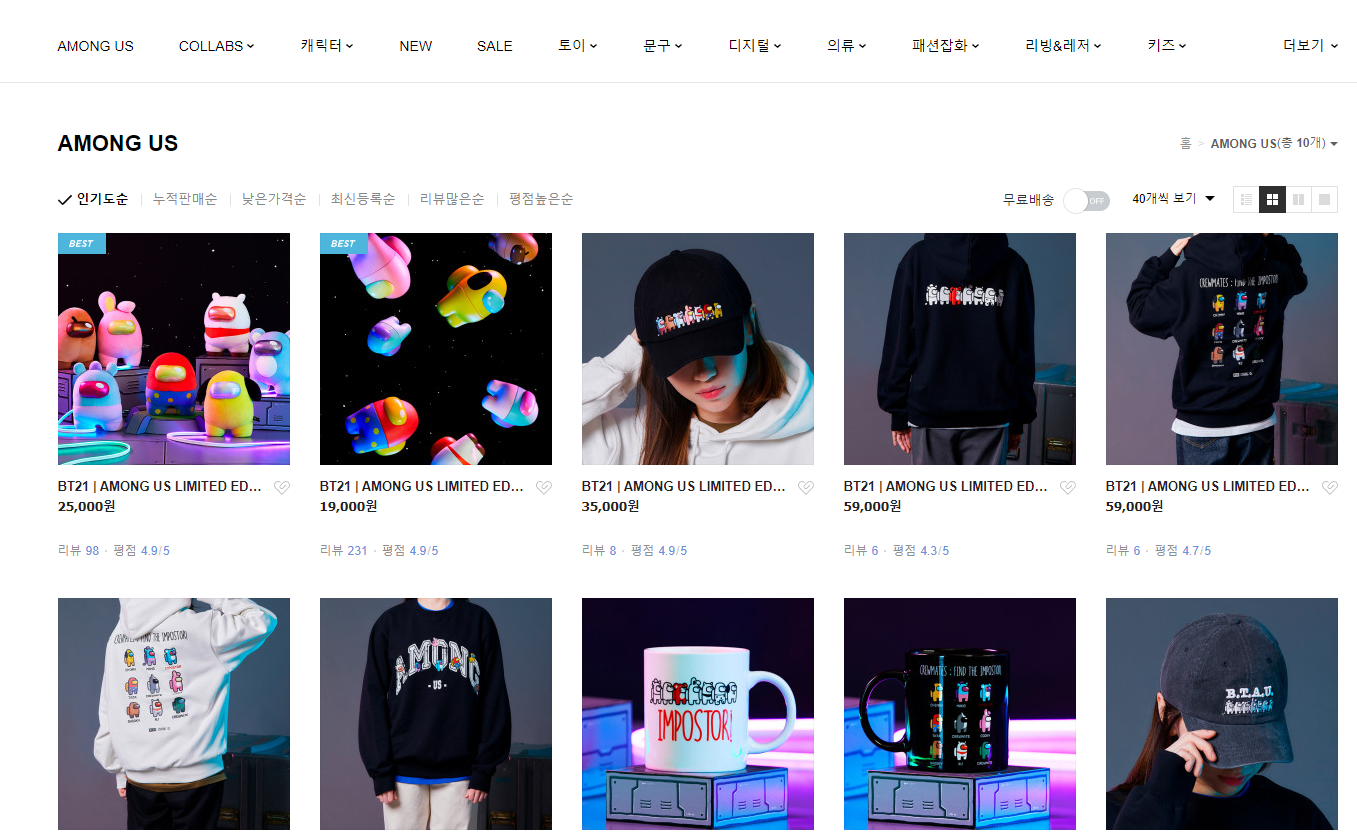 AMONG US COLLABS 캐릭터 NEW SALE 토이 문구 디지털 의류 패션잡화 리빙&레저 키즈 더보기
AMONG US
홈 > AMONG US(총 10개)
인기도순 누적판매순 낮은가격순 최신등록순 리뷰많은순 평점높은순
무료배송 OFF 40개씩 보기
BEST
BEST
CREWMATES : FIND THE IMPOSTOR
BT21 | AMONG US LIMITED ED...
25,000원
리뷰 98 · 평점 4.9/5
BT21 | AMONG US LIMITED ED...
19,000원
리뷰 231 · 평점 4.9/5
BT21 | AMONG US LIMITED ED...
35,000원
리뷰 8 · 평점 4.9/5
BT21 | AMONG US LIMITED ED...
59,000원
리뷰 6 · 평점 4.3/5
BT21 | AMONG US LIMITED ED...
59,000원
리뷰 6 · 평점 4.7/5
FIND THE IMPOSTOR
AMONG
- US -
IMPOSTOR!
CREWMATES : FIND THE IMPOSTOR
B.T.A.U.